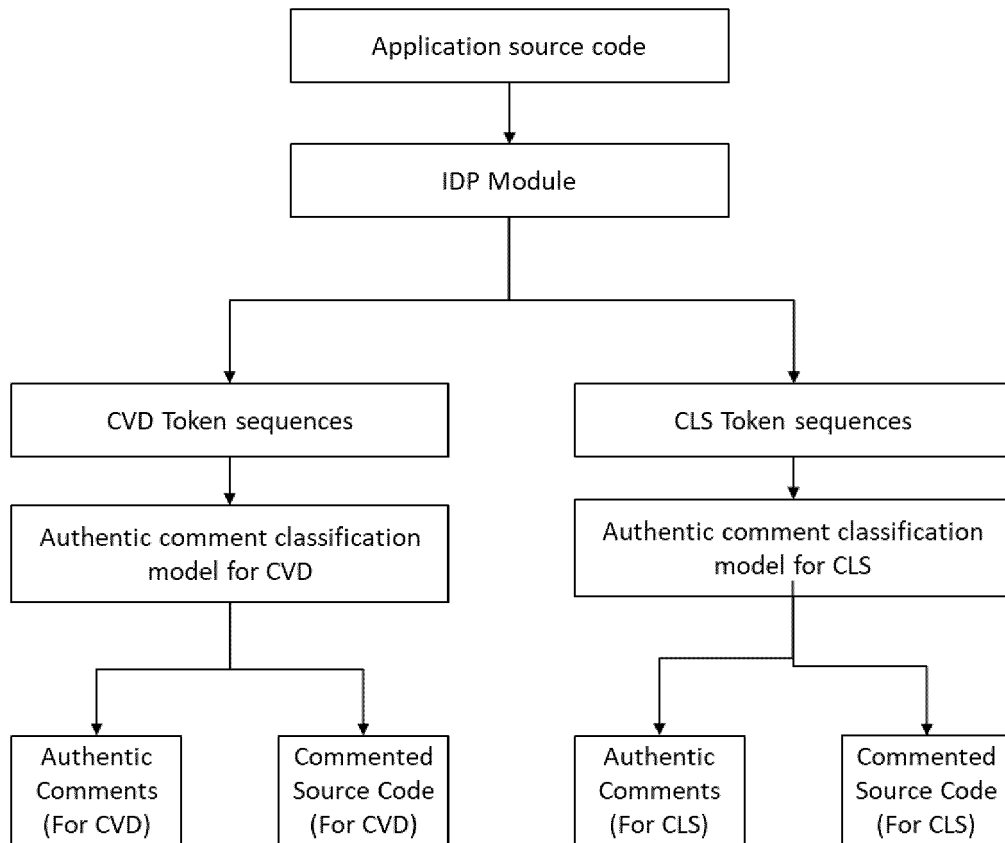 Application source code
IDP Module
CVD Token sequences
CLS Token sequences
Authentic comment classification
model for CVD
Authentic comment classification
model for CLS
Authentic
Comments
(For CVD)
Commented
Source Code
(For CVD)
Authentic
Comments
(For CLS)
Commented
Source Code
(For CLS)